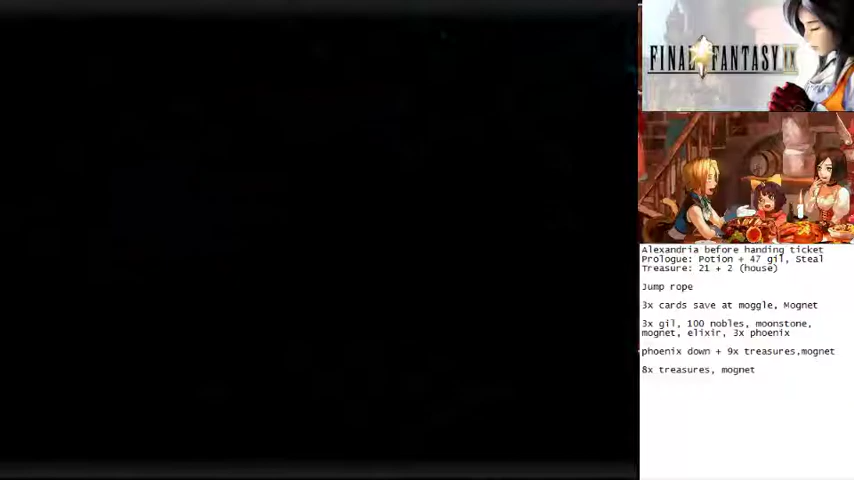 FINAL FANTASY IX
Alexandria before handing ticket
Prologue: Potion + 47 gil, Steal
Treasure: 21 + 2 (house)
Jump rope
3x cards save at moggle, Mognet
3x gil, 100 nobles, moonstone,
mognet, elixir, 3x phoenix
phoenix down + 9x treasures,mognet
8x treasures, mognet